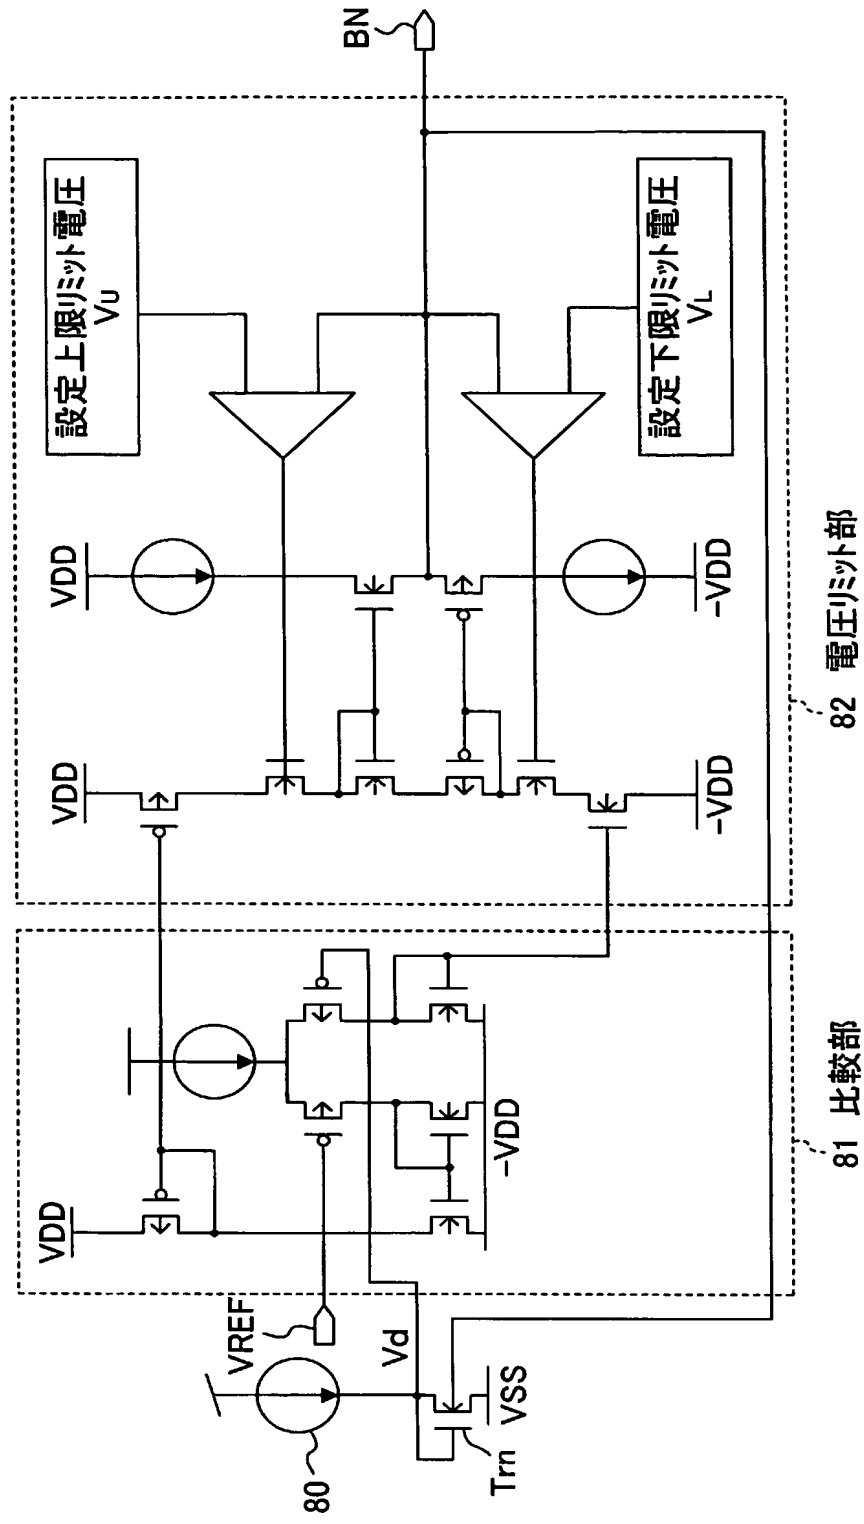 VDD
VREF
80
Vd
Trn
VSS
-VDD
81 比較部
VDD
VDD
設定上限リミット電圧
VU
BN
設定下限リミット電圧
VL
-VDD
-VDD
82 電圧リミット部